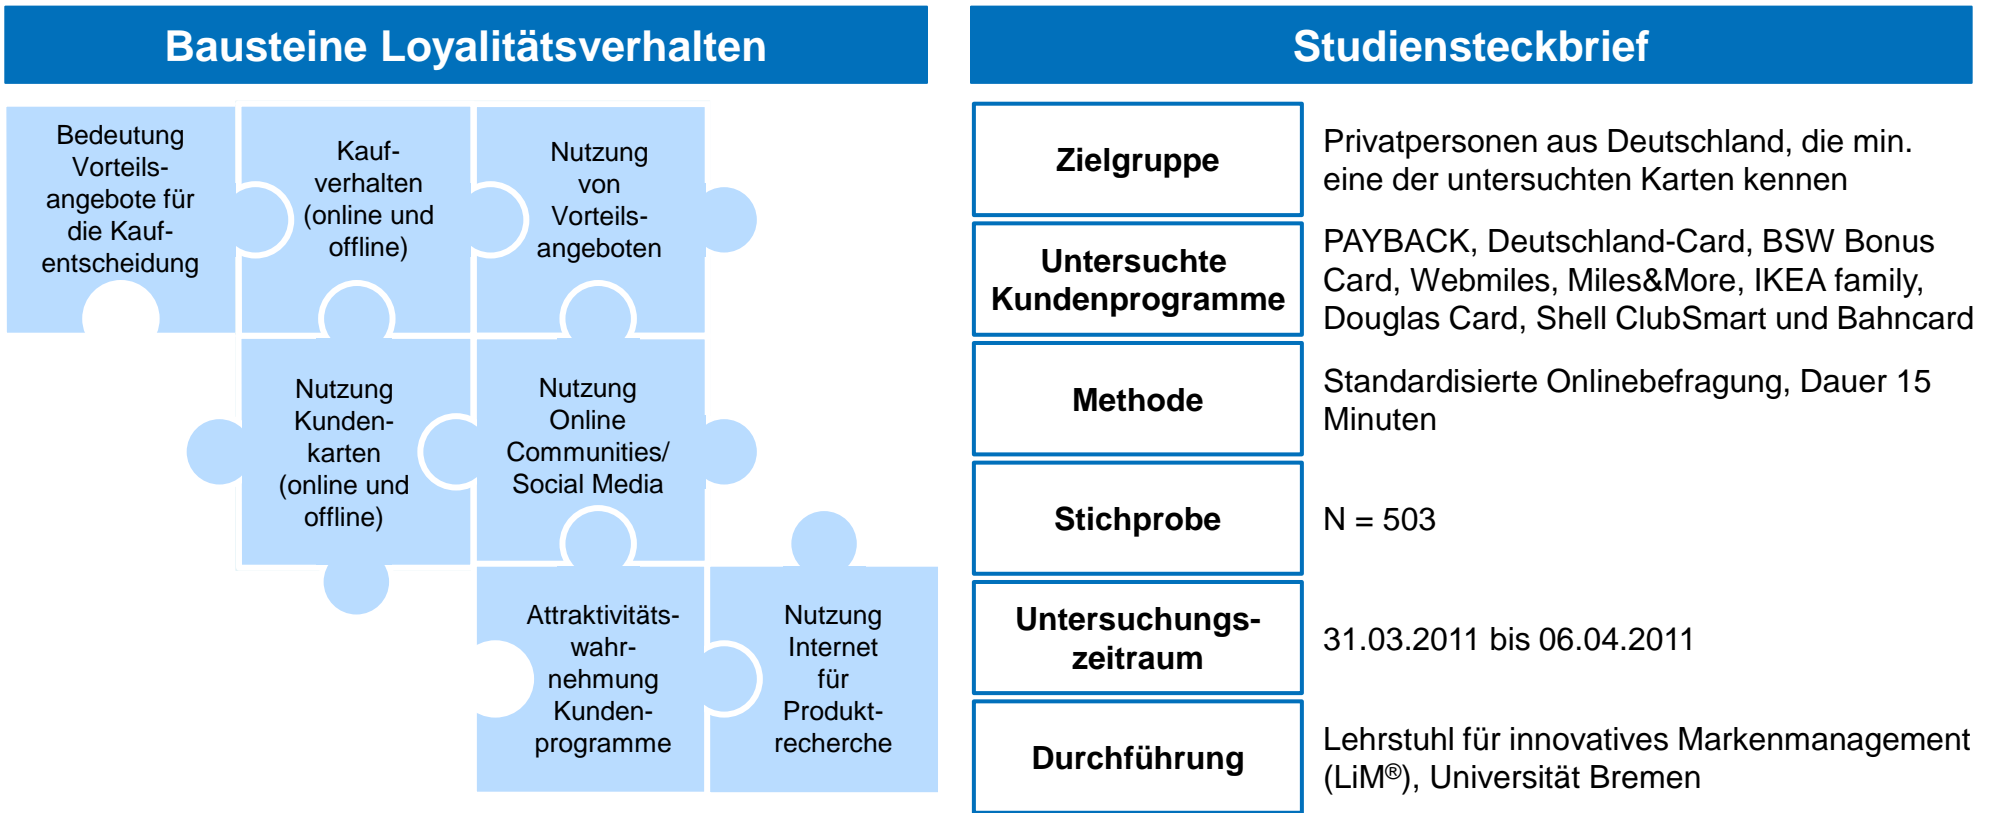 Bausteine Loyalitätsverhalten
Bedeutung
Vorteils-
angebote für
die Kauf-
entscheidung
Kauf-
verhalten
(online und
offline)
Nutzung
von
Vorteils-
angeboten
Nutzung
Kunden-
karten
(online und
offline)
Nutzung
Online
Communities/
Social Media
Attraktivitäts-
wahr-
nehmung
Kunden-
programme
Nutzung
Internet
für
Produkt-
recherche
Studiensteckbrief
Zielgruppe
Privatpersonen aus Deutschland, die min.
eine der untersuchten Karten kennen
Untersuchte
Kundenprogramme
PAYBACK, Deutschland-Card, BSW Bonus
Card, Webmiles, Miles&More, IKEA family,
Douglas Card, Shell ClubSmart und Bahncard
Methode
Standardisierte Onlinebefragung, Dauer 15
Minuten
Stichprobe
N = 503
Untersuchungs-
zeitraum
31.03.2011 bis 06.04.2011
Durchführung
Lehrstuhl für innovatives Markenmanagement
(LiM®), Universität Bremen